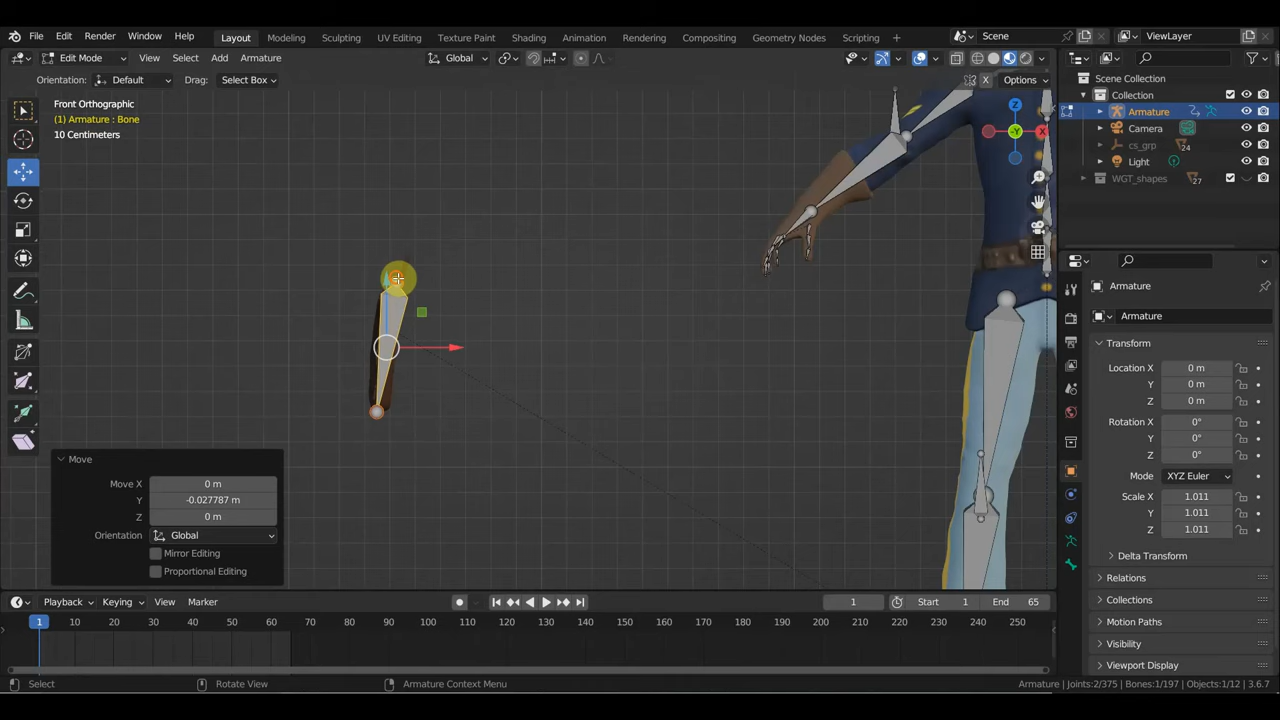 File Edit Render Window Help
Layout Modeling Sculpting UV Editing Texture Paint Shading Animation Rendering Compositing Geometry Nodes Scripting +
Scene
ViewLayer
Edit Mode View Select Add Armature
Global
Orientation: Default Drag: Select Box
X Options
Front Orthographic
(1) Armature : Bone
10 Centimeters
Z
-Y
X
Scene Collection
Collection
Armature
Camera
cs_grp 24
Light
WGT_shapes 27
Armature
Armature
Transform
Location X 0 m
Y 0 m
Z 0 m
Rotation X 0°
Y 0°
Z 0°
Mode XYZ Euler
Scale X 1.011
Y 1.011
Z 1.011
Delta Transform
Relations
Collections
Motion Paths
Visibility
Viewport Display
Move
Move X 0 m
Y -0.027787 m
Z 0 m
Orientation Global
Mirror Editing
Proportional Editing
Playback Keying View Marker
1 Start 1 End 65
1 10 20 30 40 50 60 70 80 90 100 110 120 130 140 150 160 170 180 190 200 210 220 230 240 250
Select Rotate View Armature Context Menu
Armature | Joints:2/375 | Bones:1/197 | Objects:1/12 | 3.6.7